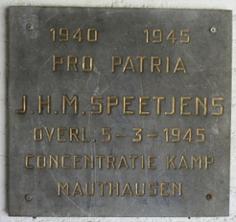 1940 1945
PRO PATRIA
J.H.M. SPEETJENS
OVERL. 5-3-1945
CONCENTRATIE KAMP
MAUTHAUSEN